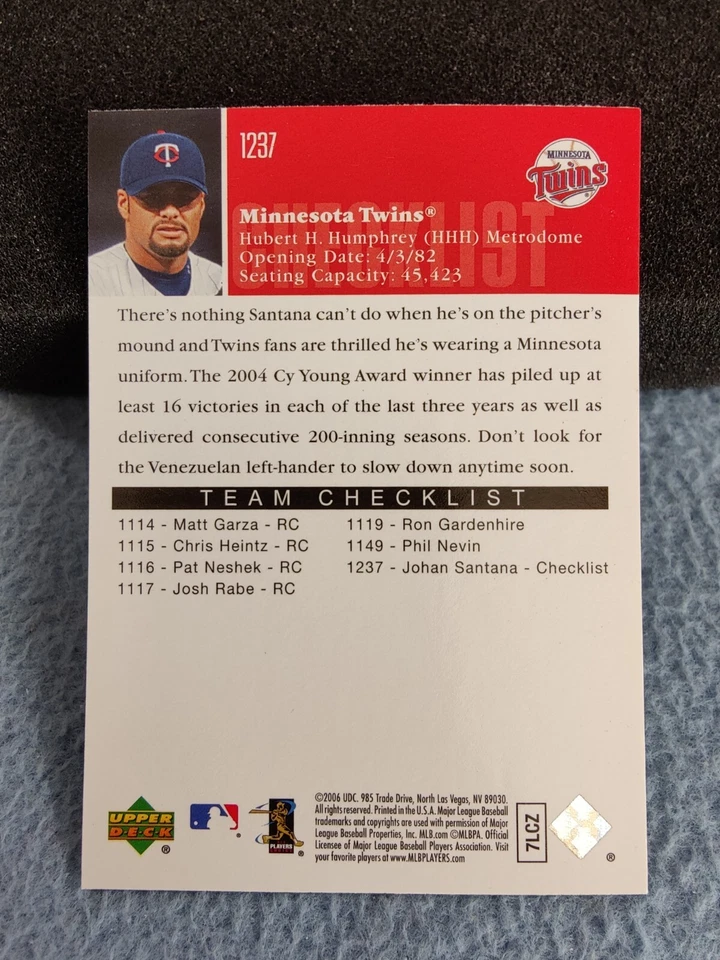 1237
MINNESOTA
Twins
CHECKLIST
Minnesota Twins®
Hubert H. Humphrey (HHH) Metrodome
Opening Date: 4/3/82
Seating Capacity: 45,423
There's nothing Santana can't do when he's on the pitcher's
mound and Twins fans are thrilled he's wearing a Minnesota
uniform. The 2004 Cy Young Award winner has piled up at
least 16 victories in each of the last three years as well as
delivered consecutive 200-inning seasons. Don't look for
the Venezuelan left-hander to slow down anytime soon.
TEAM CHECKLIST
1114 - Matt Garza - RC
1115 - Chris Heintz - RC
1116 - Pat Neshek - RC
1117 - Josh Rabe - RC
1119 - Ron Gardenhire
1149 - Phil Nevin
1237 - Johan Santana - Checklist
UPPER
DECK
®
PLAYERS
®
©2006 UDC. 985 Trade Drive, North Las Vegas, NV 89030.
All rights reserved. Printed in the U.S.A. Major League Baseball
trademarks and copyrights are used with permission of Major
League Baseball Properties, Inc. MLB.com ©MLBPA. Official
Licensee of Major League Baseball Players Association. Visit
your favorite players at www.MLBPLAYERS.com
7LCZ
®